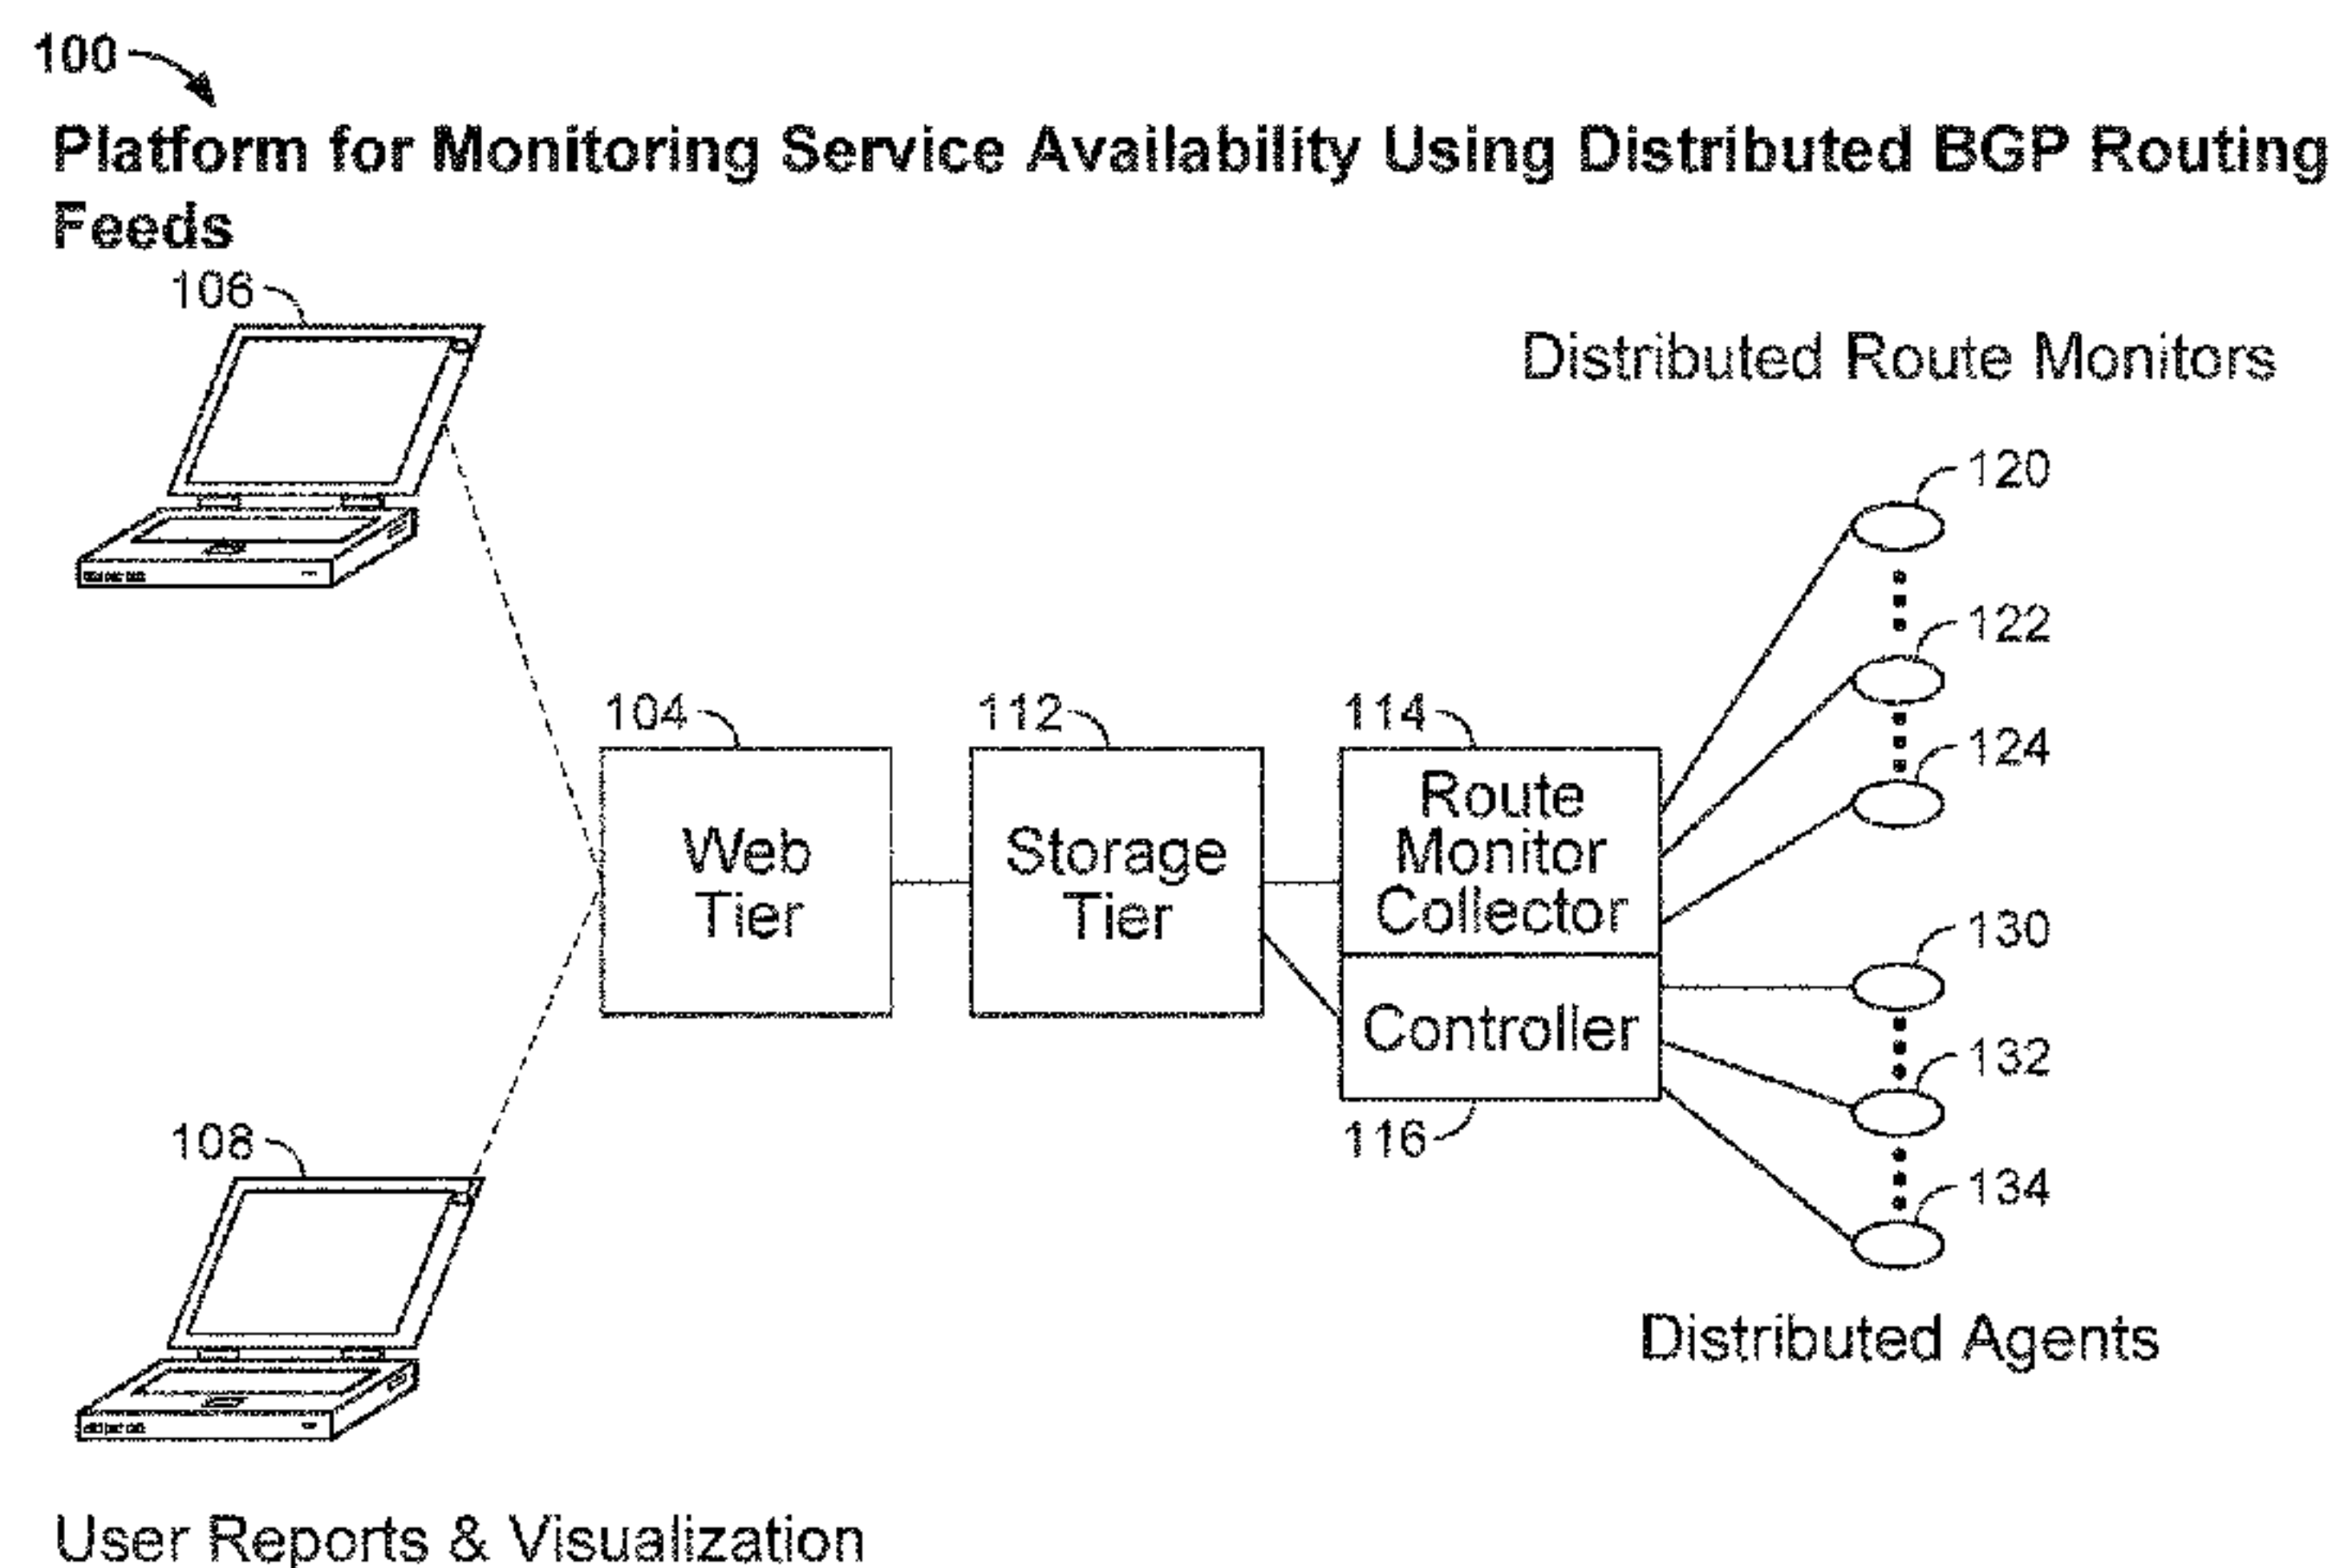 100
Platform for Monitoring Service Availability Using Distributed BGP Routing
Feeds
106
Distributed Route Monitors
120
122
124
104
112
114
Web
Tier
Storage
Tier
Route
Monitor
Collector
Controller
116
130
132
134
Distributed Agents
108
User Reports & Visualization